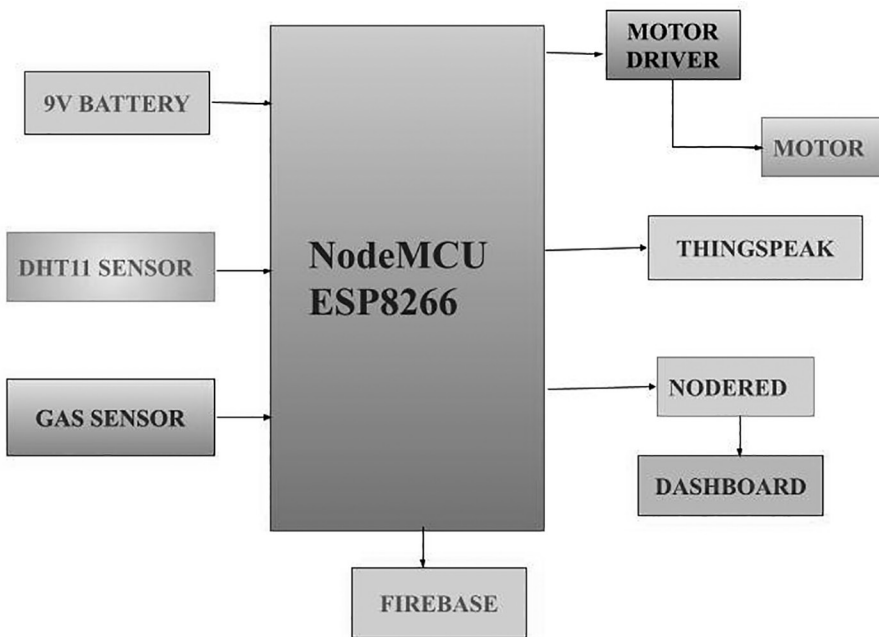 MOTOR
DRIVER
9V BATTERY
MOTOR
DHT11 SENSOR
NodeMCU
ESP8266
THINGSPEAK
GAS SENSOR
NODERED
DASHBOARD
FIREBASE